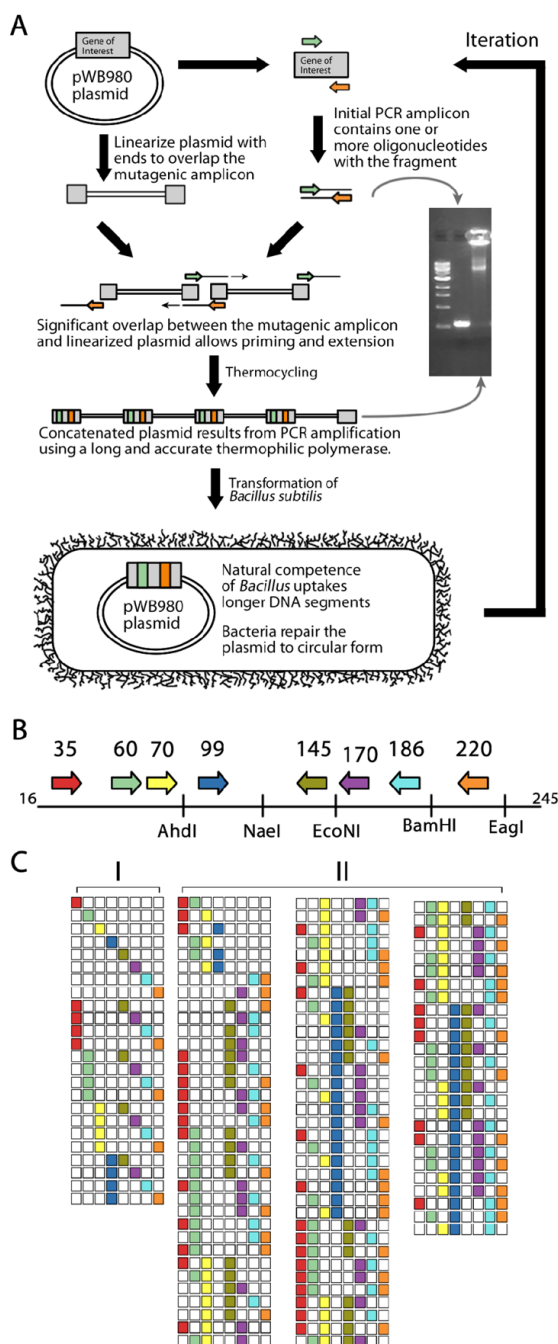 A
Gene of
Interest
pWB980
plasmid
Gene of
Interest
Iteration
Linearize plasmid with
ends to overlap the
mutagenic amplicon
Initial PCR amplicon
contains one or
more oligonucleotides
with the fragment
Significant overlap between the mutagenic amplicon
and linearized plasmid allows priming and extension
Thermocycling
Concatenated plasmid results from PCR amplification
using a long and accurate thermophilic polymerase.
Transformation of
Bacillus subtilis
pWB980
plasmid
Natural competence
of Bacillus uptakes
longer DNA segments
Bacteria repair the
plasmid to circular form
B
35 60 70 99 145 170 186 220
16 245
AhdI NaeI EcoNI BamHI EagI
C
I II